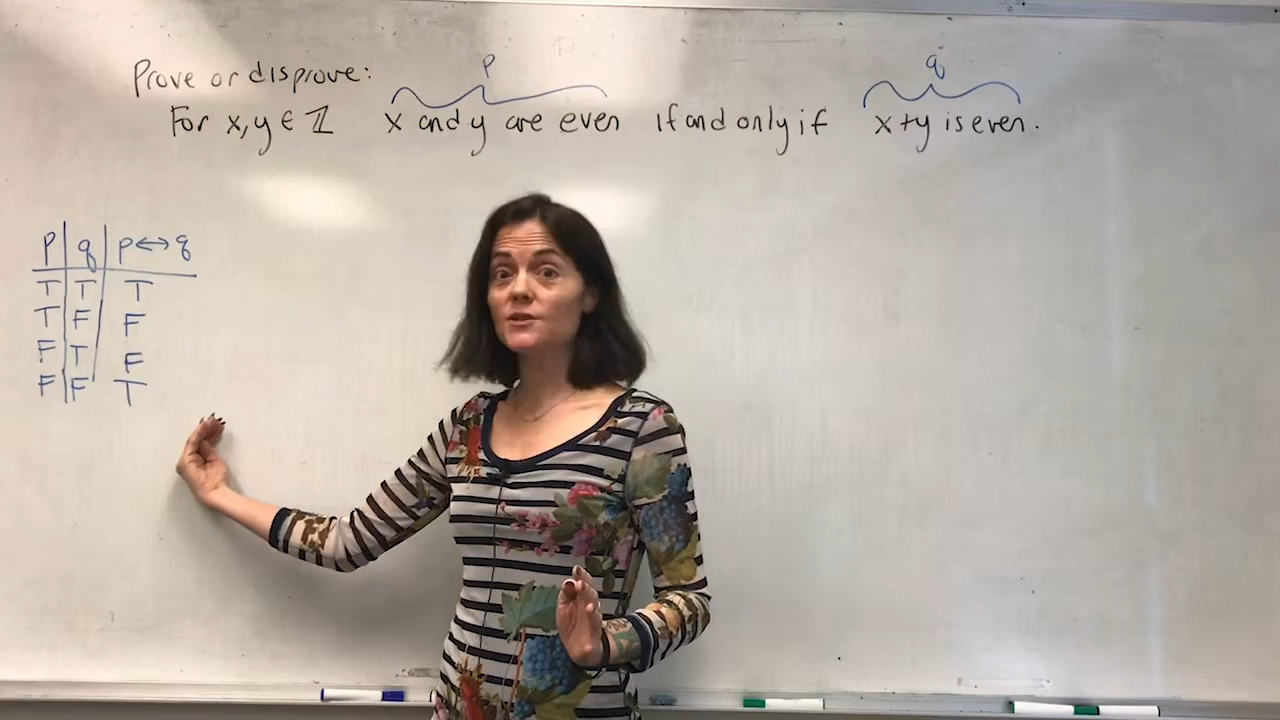 Prove or disprove:
p
q
For x,y ∈ ℤ x and y are even if and only if x+y is even.
p q p↔q
T T T
T F F
F T F
F F T